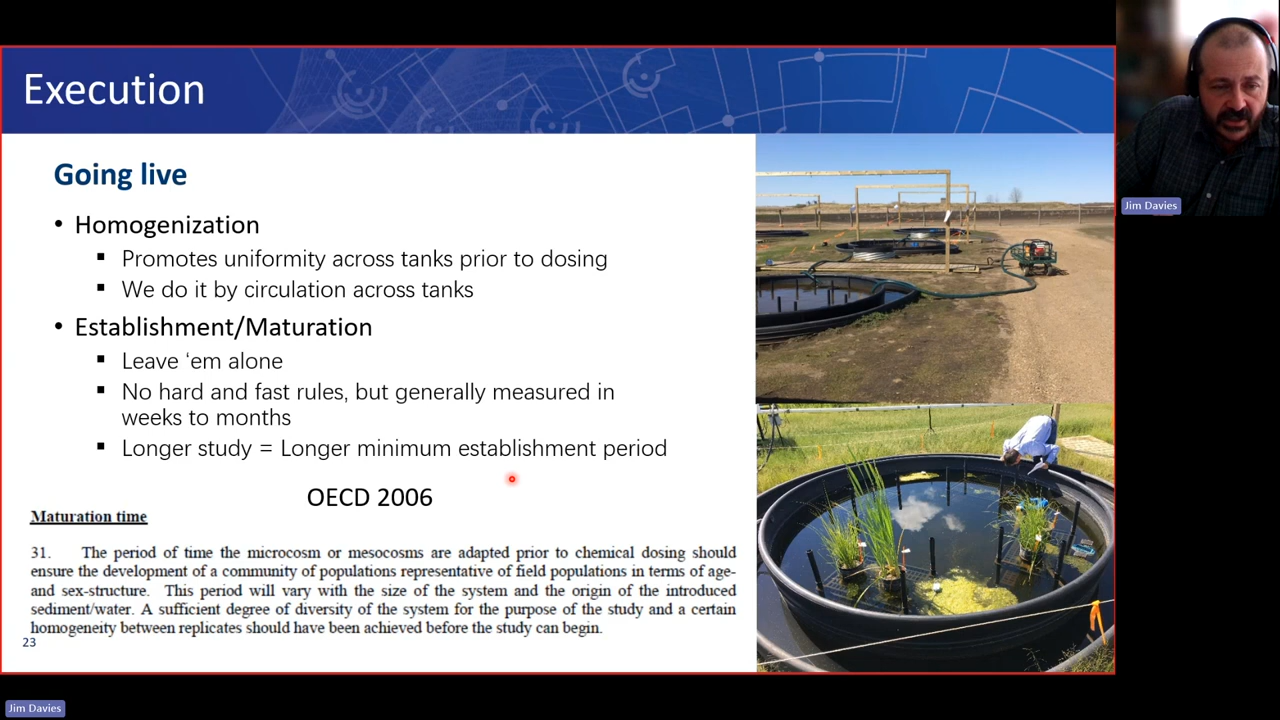 Execution
Going live
• Homogenization
▪ Promotes uniformity across tanks prior to dosing
▪ We do it by circulation across tanks
• Establishment/Maturation
▪ Leave ‘em alone
▪ No hard and fast rules, but generally measured in
weeks to months
▪ Longer study = Longer minimum establishment period
OECD 2006
Maturation time
31. The period of time the microcosm or mesocosms are adapted prior to chemical dosing should
ensure the development of a community of populations representative of field populations in terms of age-
and sex-structure. This period will vary with the size of the system and the origin of the introduced
sediment/water. A sufficient degree of diversity of the system for the purpose of the study and a certain
homogeneity between replicates should have been achieved before the study can begin.
23
Jim Davies
Jim Davies